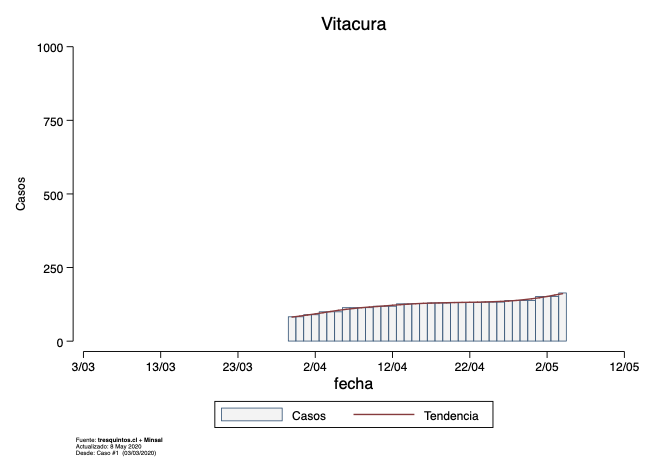 Vitacura
1000
750
500
250
0
Casos
3/03 13/03 23/03 2/04 12/04 22/04 2/05 12/05
fecha
Casos Tendencia
Fuente: tresquintos.cl + Minsal
Actualizado: 8 May 2020
Desde: Caso #1 (03/03/2020)